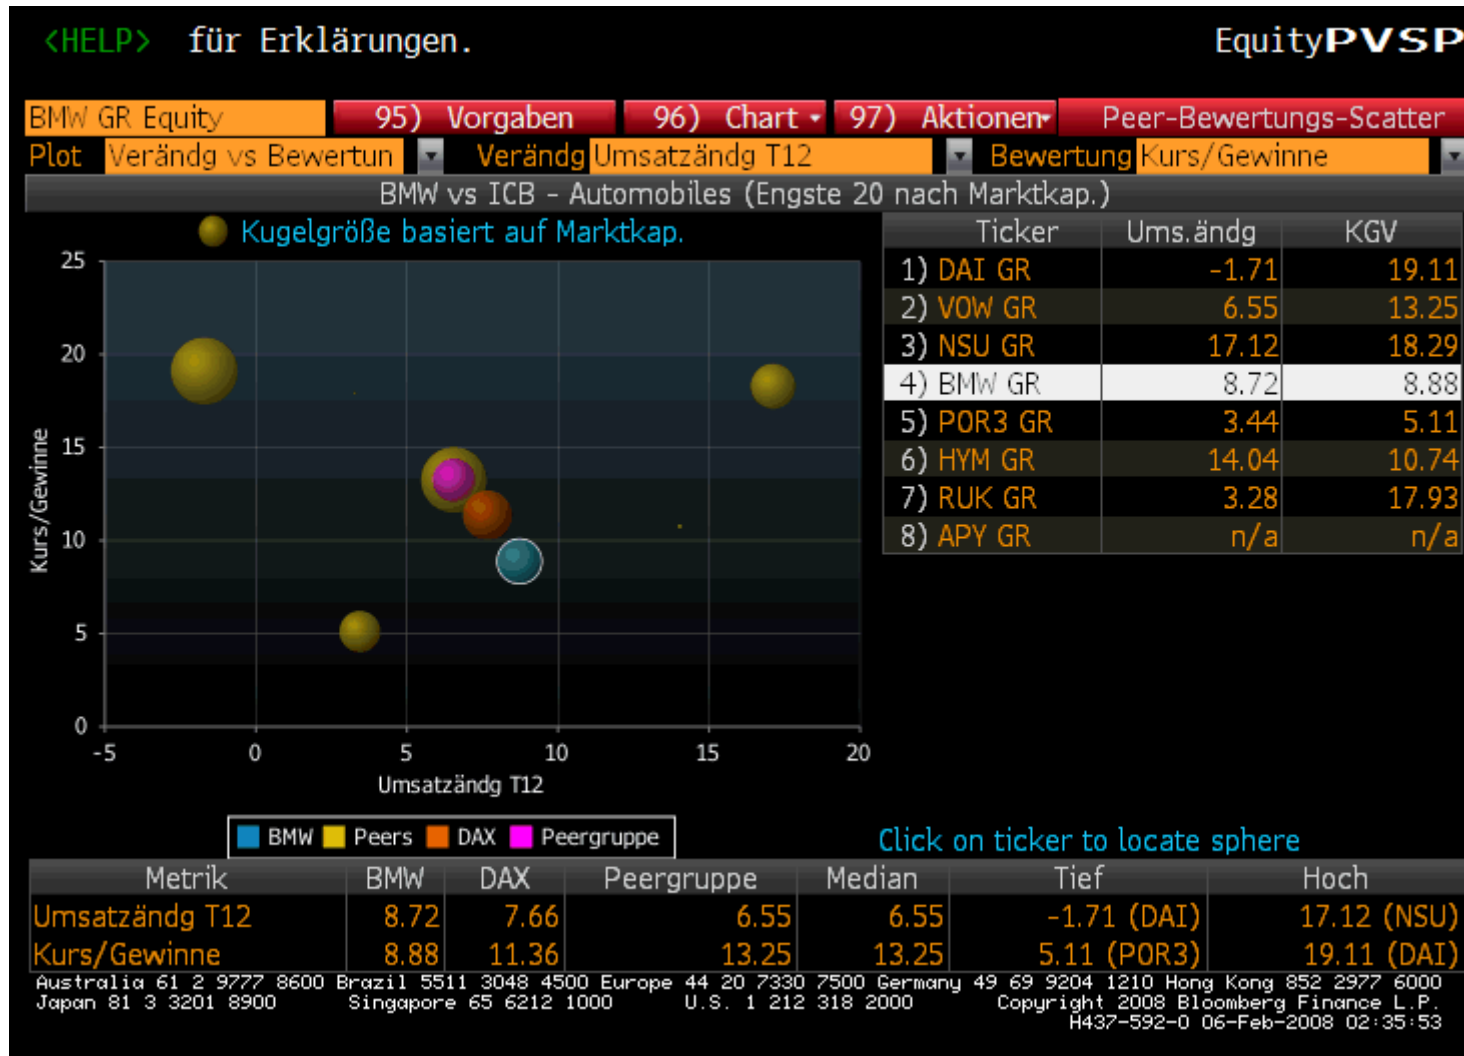 <HELP> für Erklärungen. EquityPVSP
BMW GR Equity 95) Vorgaben 96) Chart 97) Aktionen Peer-Bewertungs-Scatter
Plot Verändg vs Bewertun Verändg Umsatzändg T12 Bewertung Kurs/Gewinne
BMW vs ICB - Automobiles (Engste 20 nach Marktkap.)
Kugelgröße basiert auf Marktkap.
25
20
15
10
5
0
Kurs/Gewinne
-5 0 5 10 15 20
Umsatzändg T12
BMW Peers DAX Peergruppe
Ticker Ums.ändg KGV
1) DAI GR -1.71 19.11
2) VOW GR 6.55 13.25
3) NSU GR 17.12 18.29
4) BMW GR 8.72 8.88
5) POR3 GR 3.44 5.11
6) HYM GR 14.04 10.74
7) RUK GR 3.28 17.93
8) APY GR n/a n/a
Click on ticker to locate sphere
Metrik BMW DAX Peergruppe Median Tief Hoch
Umsatzändg T12 8.72 7.66 6.55 6.55 -1.71 (DAI) 17.12 (NSU)
Kurs/Gewinne 8.88 11.36 13.25 13.25 5.11 (POR3) 19.11 (DAI)
Australia 61 2 9777 8600 Brazil 5511 3048 4500 Europe 44 20 7330 7500 Germany 49 69 9204 1210 Hong Kong 852 2977 6000
Japan 81 3 3201 8900 Singapore 65 6212 1000 U.S. 1 212 318 2000 Copyright 2008 Bloomberg Finance L.P.
H437-592-0 06-Feb-2008 02:35:53